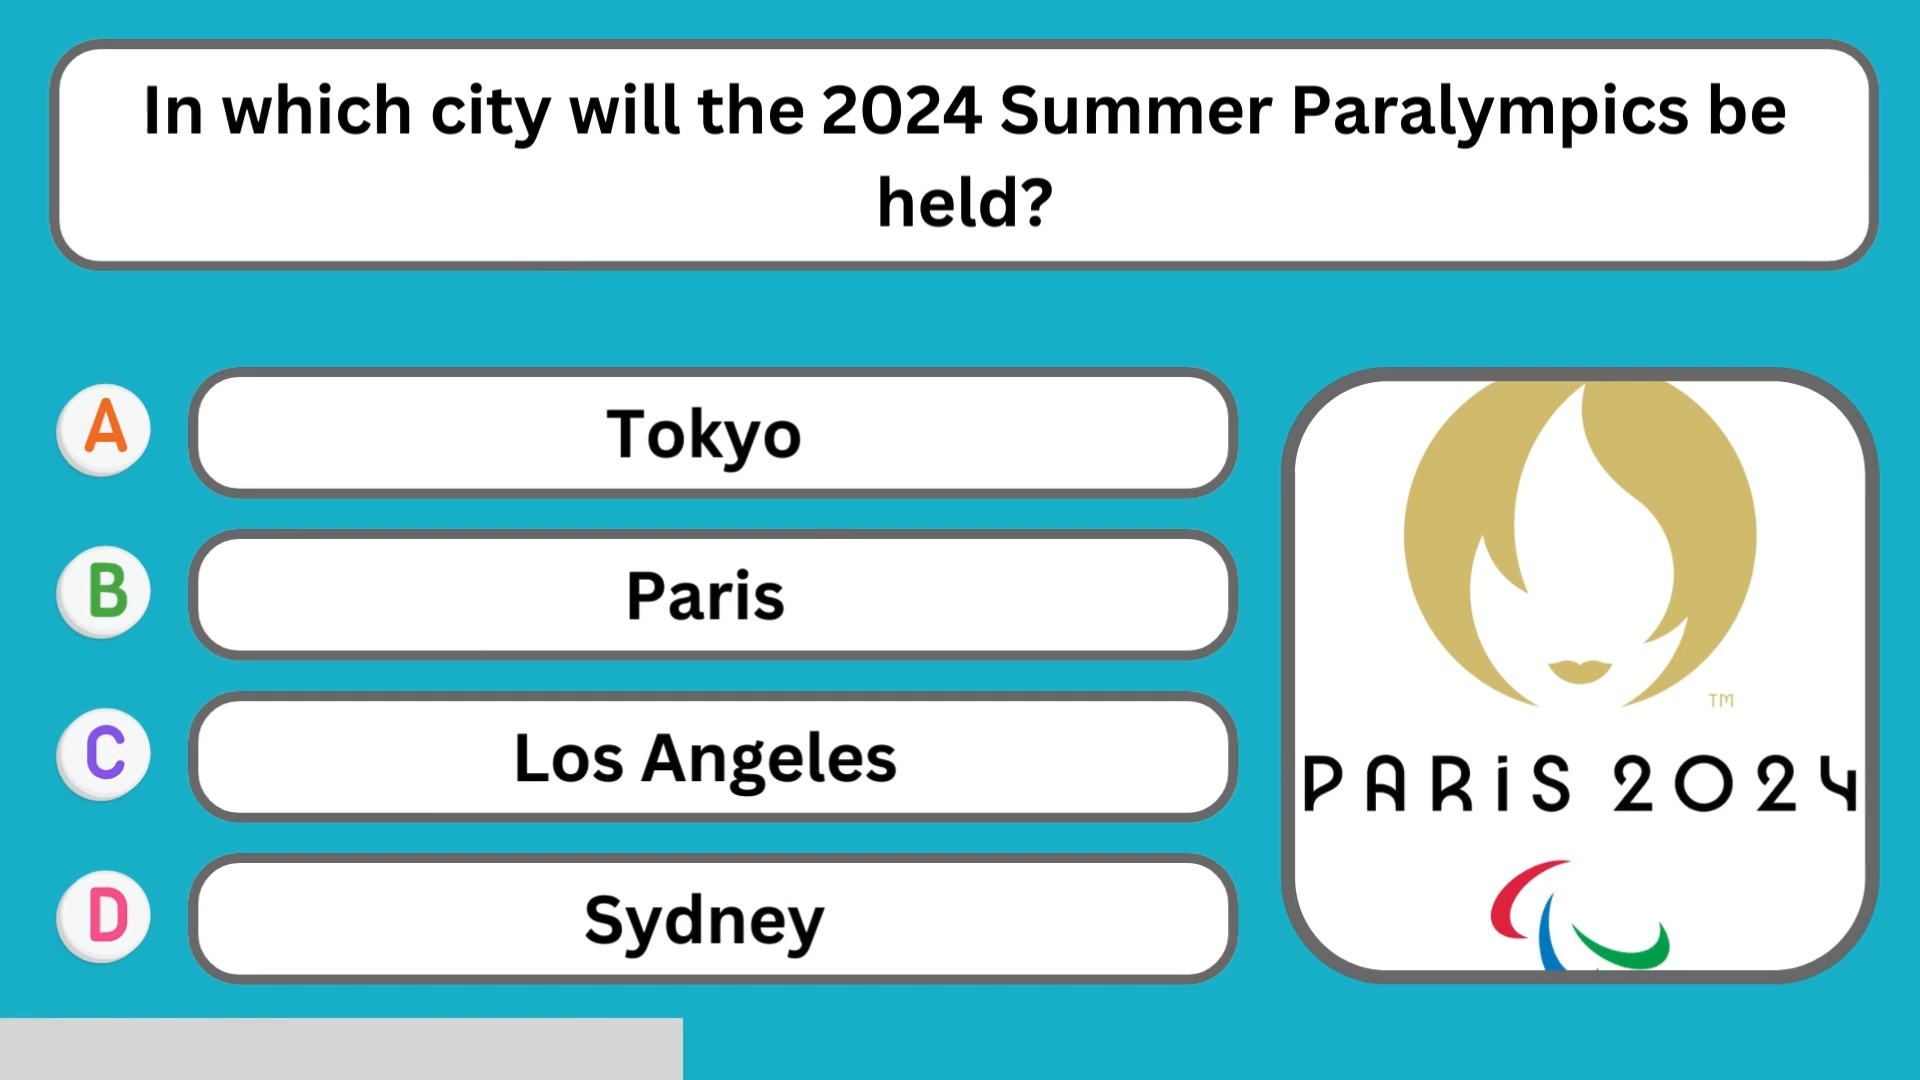 In which city will the 2024 Summer Paralympics be
held?
A
Tokyo
B
Paris
C
Los Angeles
D
Sydney
TM
PARiS 2024